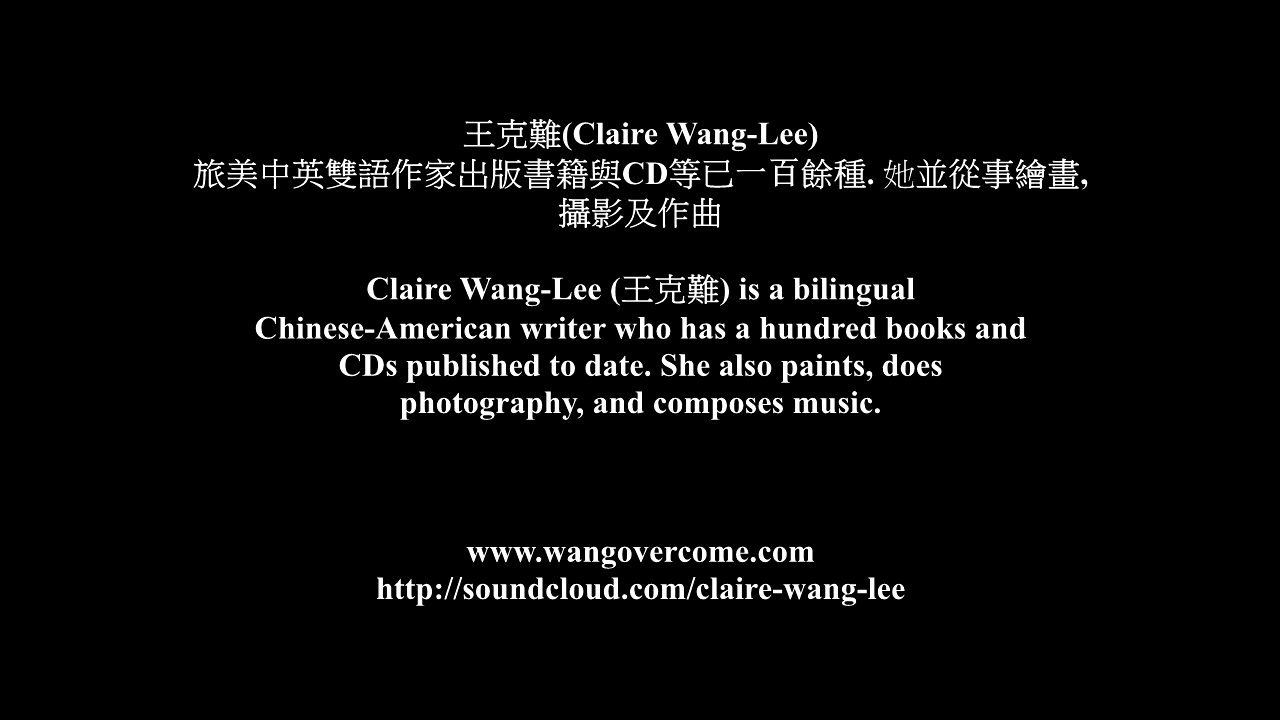 王克難(Claire Wang-Lee)
旅美中英雙語作家出版書籍與CD等已一百餘種. 她並從事繪畫,
攝影及作曲
Claire Wang-Lee (王克難) is a bilingual
Chinese-American writer who has a hundred books and
CDs published to date. She also paints, does
photography, and composes music.
www.wangovercome.com
http://soundcloud.com/claire-wang-lee